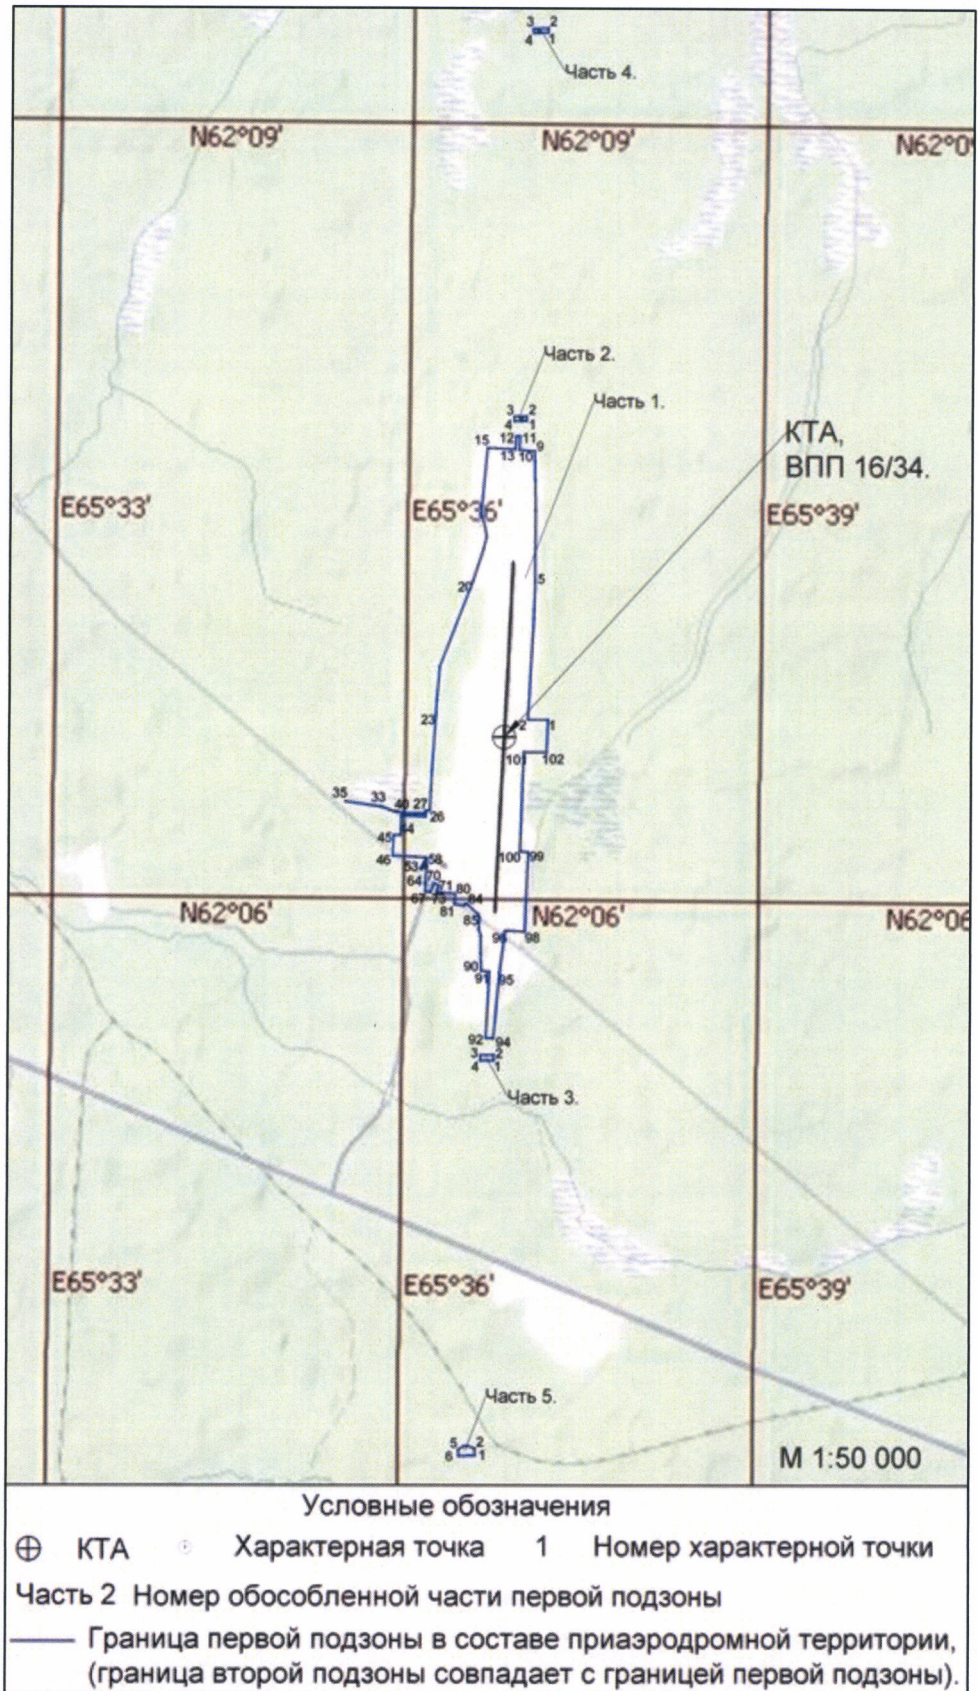 3 2
4 1
Часть 4.
N62°09' N62°09' N62°0
Часть 2.
3 2
4 1
Часть 1.
12 11
15 9
13 10
КТА,
ВПП 16/34.
E65°33' E65°36' E65°39'
5
20
23
2 1
101 102
35 33 40 27 26
44
45
46
53 58
100 99
64 70
71
67 73 80
81 84
85
N62°06' N62°06' N62°06
96 98
90
91 95
92 94
3 2
4 1
Часть 3.
E65°33' E65°36' E65°39'
Часть 5.
5 2
6 1
М 1:50 000
Условные обозначения
КТА Характерная точка 1 Номер характерной точки
Часть 2 Номер обособленной части первой подзоны
Граница первой подзоны в составе приаэродромной территории,
(граница второй подзоны совпадает с границей первой подзоны).